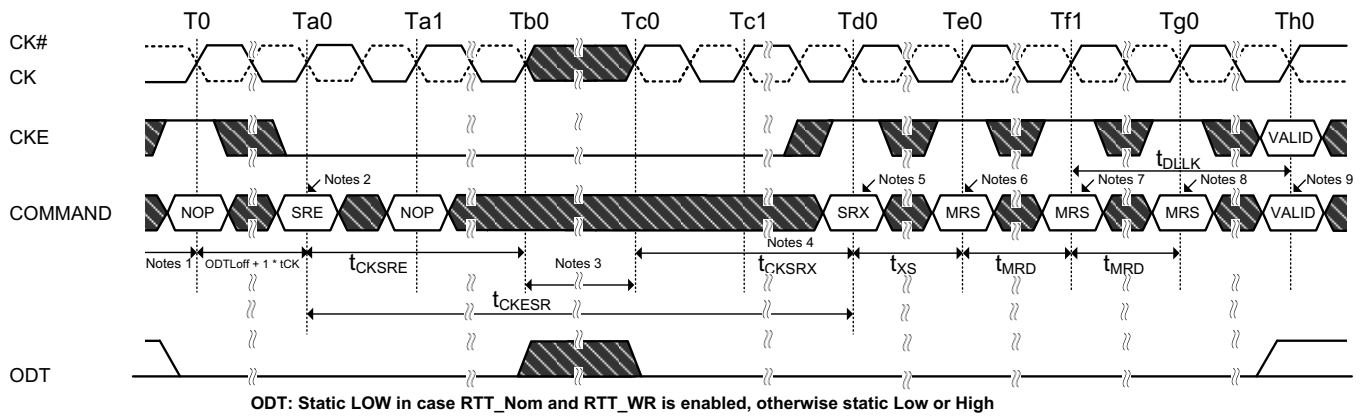 T0 Ta0 Ta1 Tb0 Tc0 Tc1 Td0 Te0 Tf1 Tg0 Th0
CK#
CK
CKE VALID
tDLLK
Notes 2 Notes 5 Notes 6 Notes 7 Notes 8 Notes 9
COMMAND NOP SRE NOP SRX MRS MRS MRS VALID
Notes 1 ODTLoff + 1 * tCK tCKSRE Notes 3 Notes 4 tCKSRX tXS tMRD tMRD
tCKESR
ODT
ODT: Static LOW in case RTT_Nom and RTT_WR is enabled, otherwise static Low or High